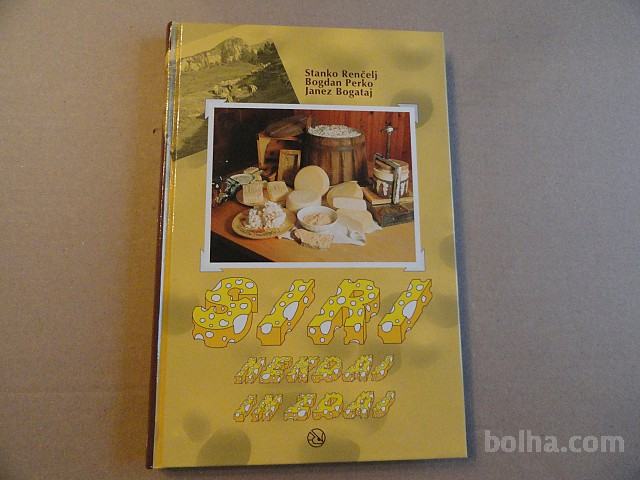 Stanko Renčelj
Bogdan Perko
Janez Bogataj
SIRI
NEKDAJ
IN ZDAJ
bolha.com